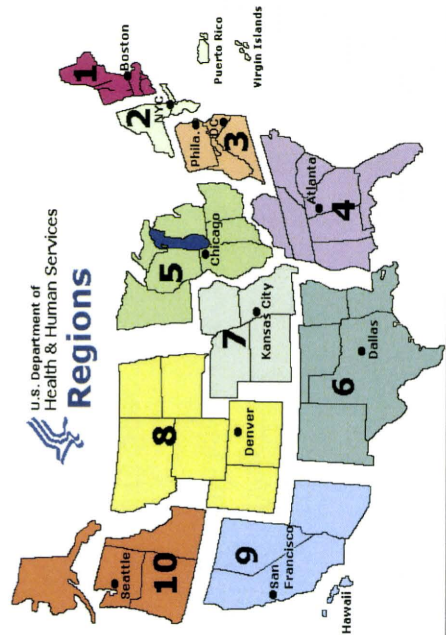 U.S. Department of
Health & Human Services
Regions
1
Boston
2
NYC
Puerto Rico
Virgin Islands
Phila.
DC
3
5
Chicago
4
Atlanta
7
Kansas City
8
Denver
6
Dallas
10
Seattle
9
San
Francisco
Hawaii